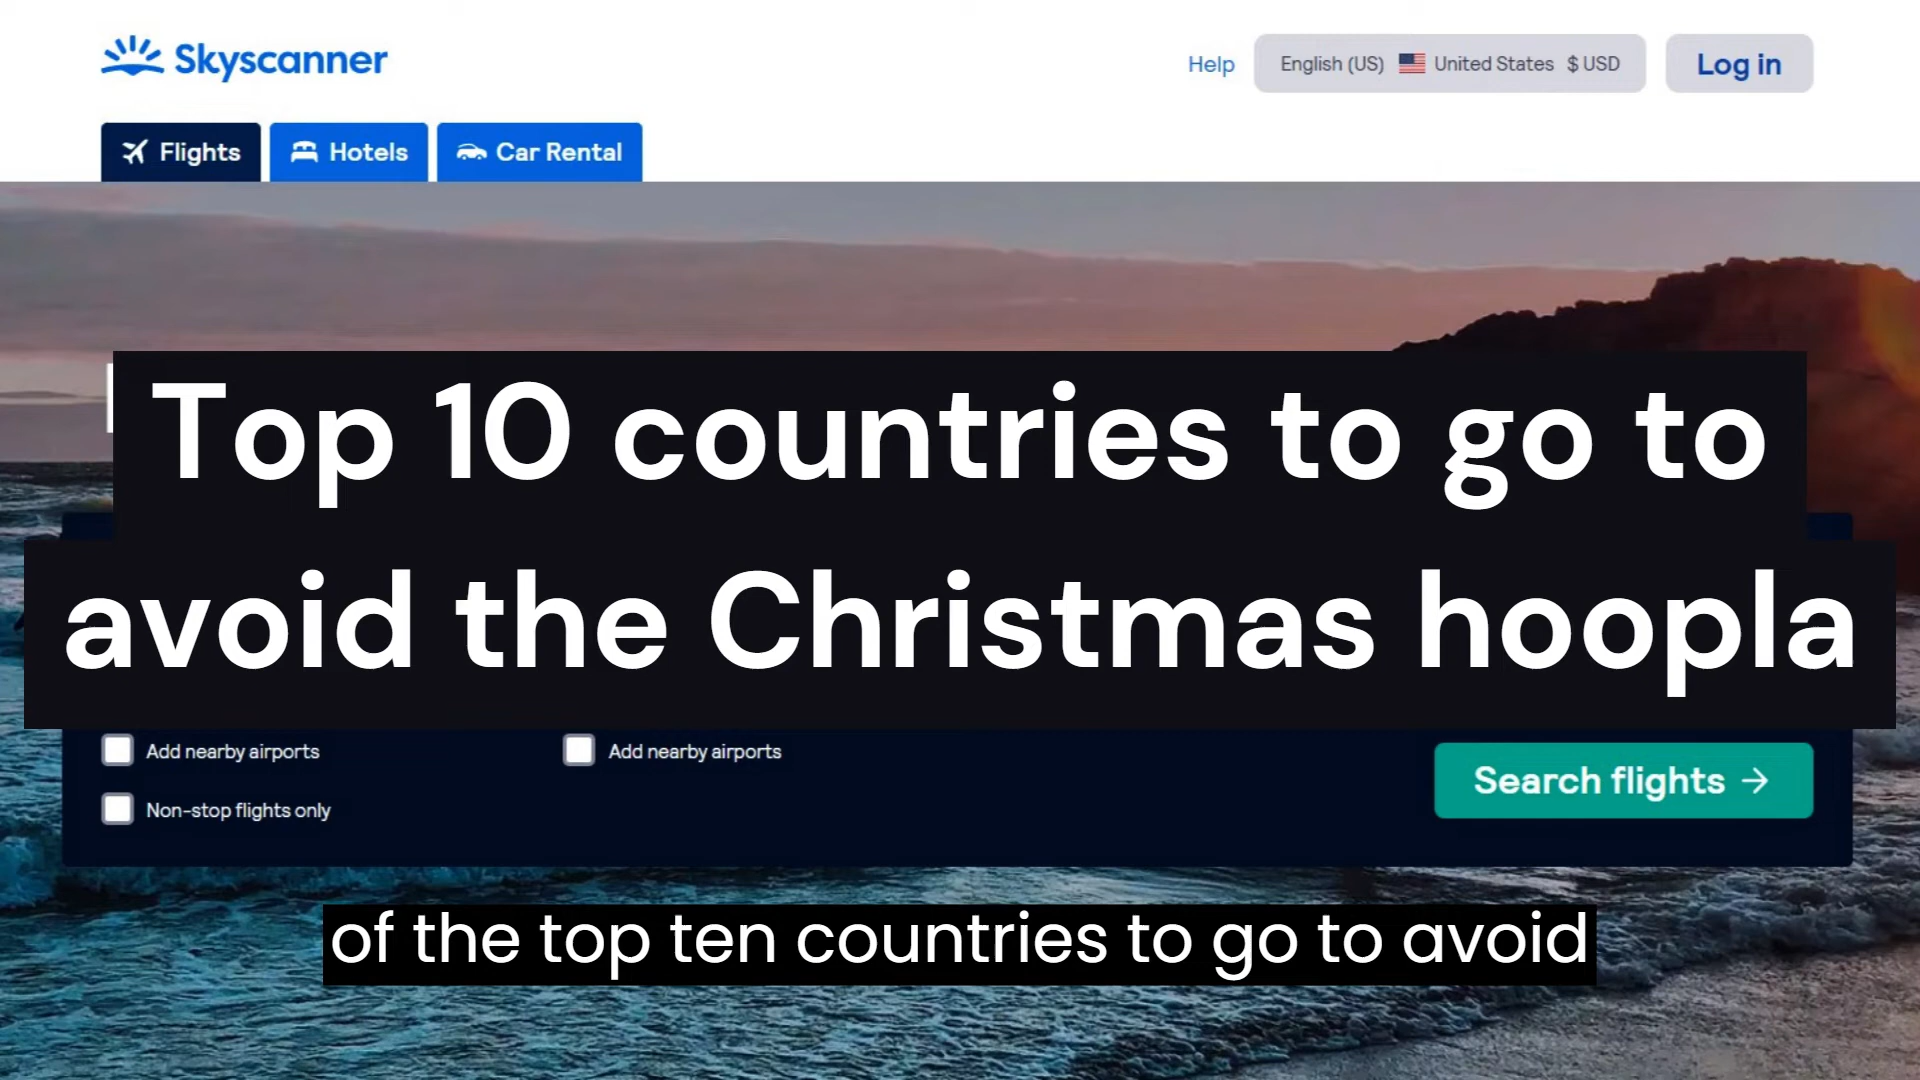 Skyscanner
Help
English (US) United States $ USD
Log in
Flights
Hotels
Car Rental
Top 10 countries to go to
avoid the Christmas hoopla
Add nearby airports
Add nearby airports
Non-stop flights only
Search flights →
of the top ten countries to go to avoid